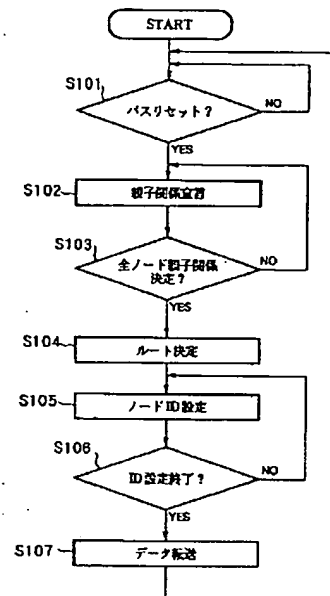 START
S101
バスリセット?
NO
YES
S102
親子関係宣言
S103
全ノード親子関係
決定?
NO
YES
S104
ルート決定
S105
ノードID設定
S106
ID設定終了?
NO
YES
S107
データ転送